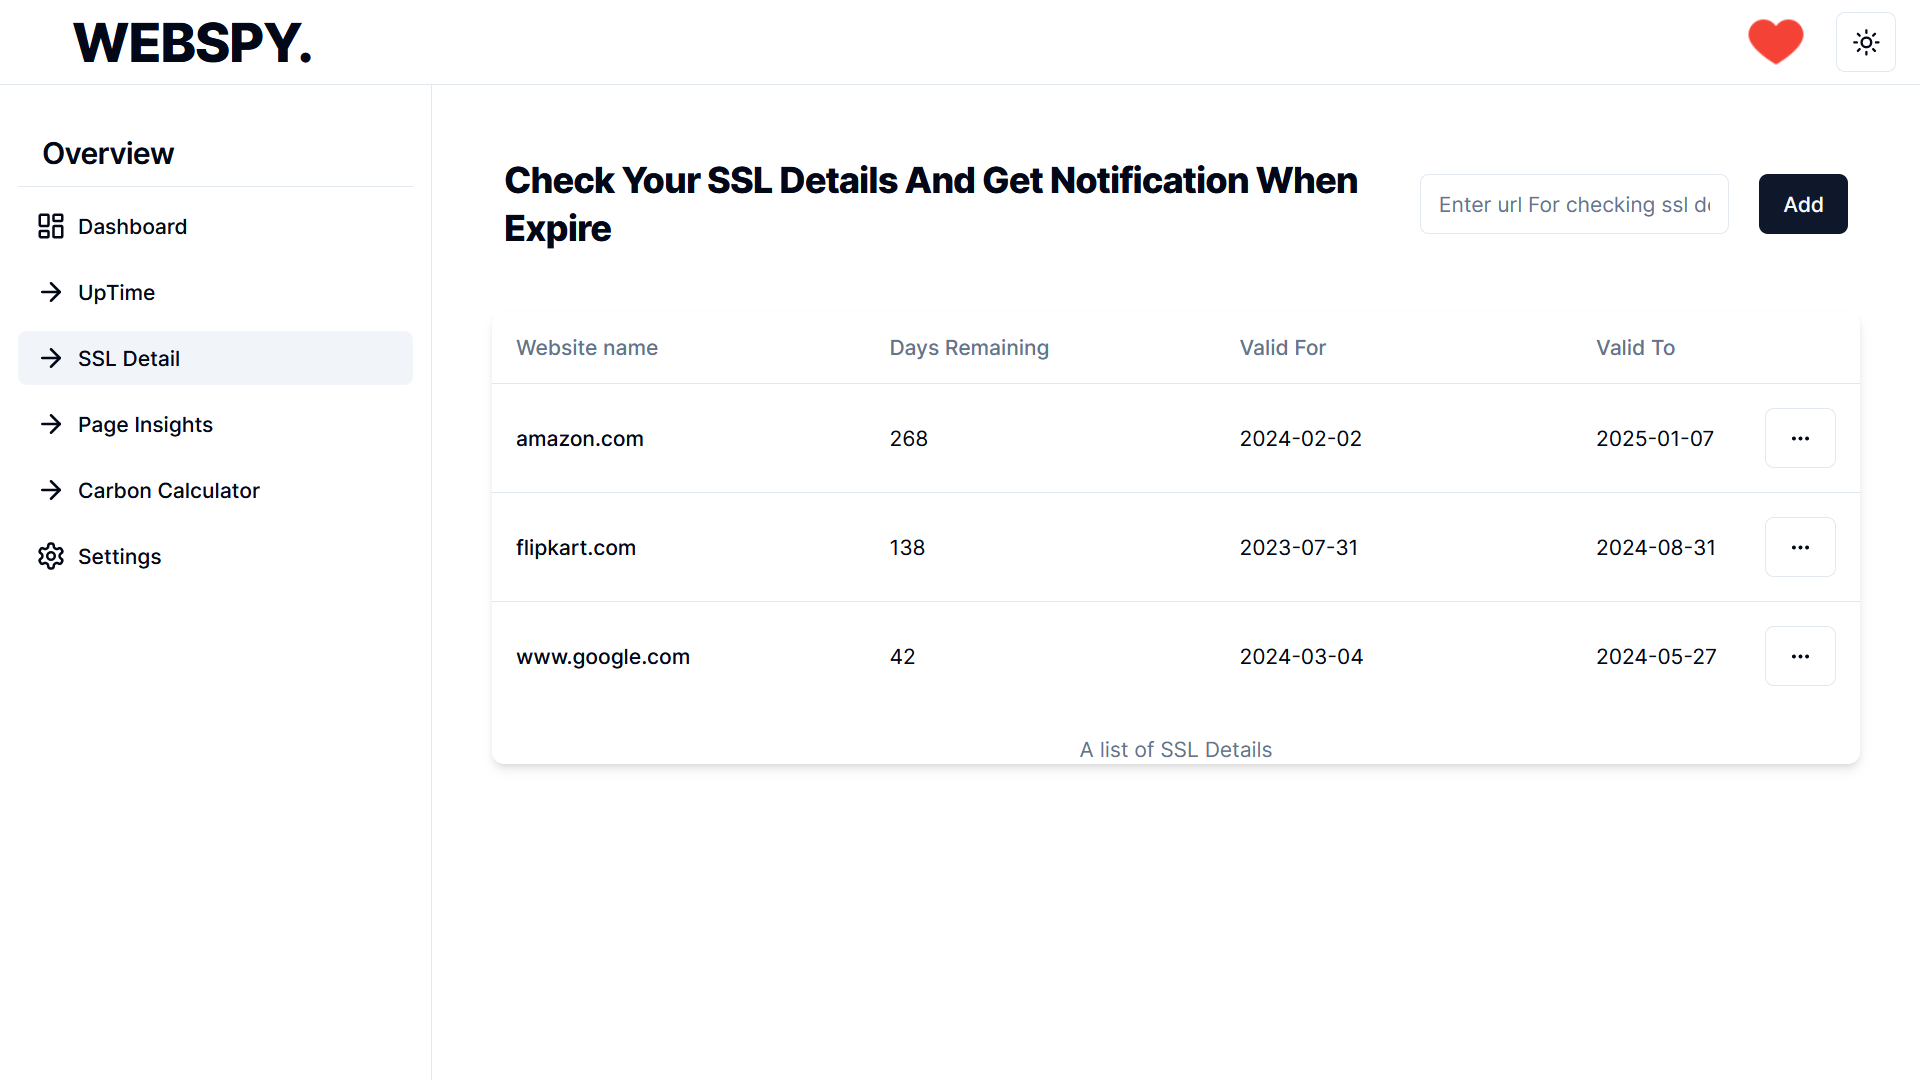 WEBSPY.
Overview
Dashboard
UpTime
SSL Detail
Page Insights
Carbon Calculator
Settings
Check Your SSL Details And Get Notification When
Expire
Enter url For checking ssl de
Add
Website name Days Remaining Valid For Valid To
amazon.com 268 2024-02-02 2025-01-07
flipkart.com 138 2023-07-31 2024-08-31
www.google.com 42 2024-03-04 2024-05-27
A list of SSL Details